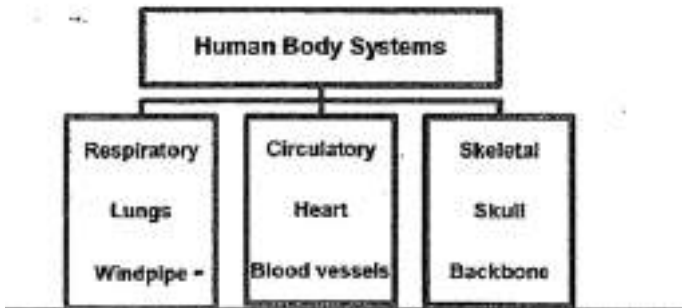 Human Body Systems
Respiratory
Lungs
Windpipe -
Circulatory
Heart
Blood vessels
Skeletal
Skull
Backbone